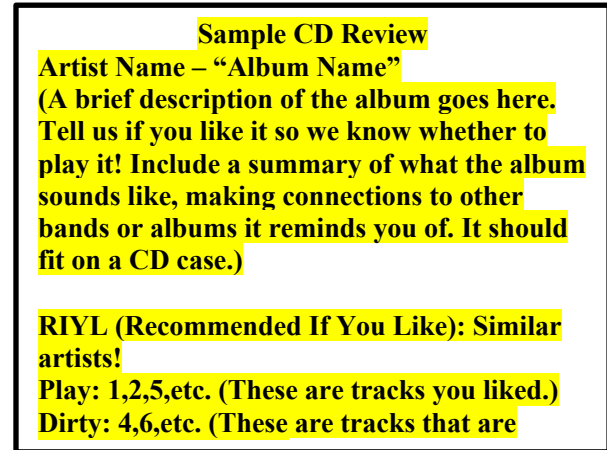 Sample CD Review
Artist Name – “Album Name”
(A brief description of the album goes here.
Tell us if you like it so we know whether to
play it! Include a summary of what the album
sounds like, making connections to other
bands or albums it reminds you of. It should
fit on a CD case.)
RIYL (Recommended If You Like): Similar
artists!
Play: 1,2,5,etc. (These are tracks you liked.)
Dirty: 4,6,etc. (These are tracks that are